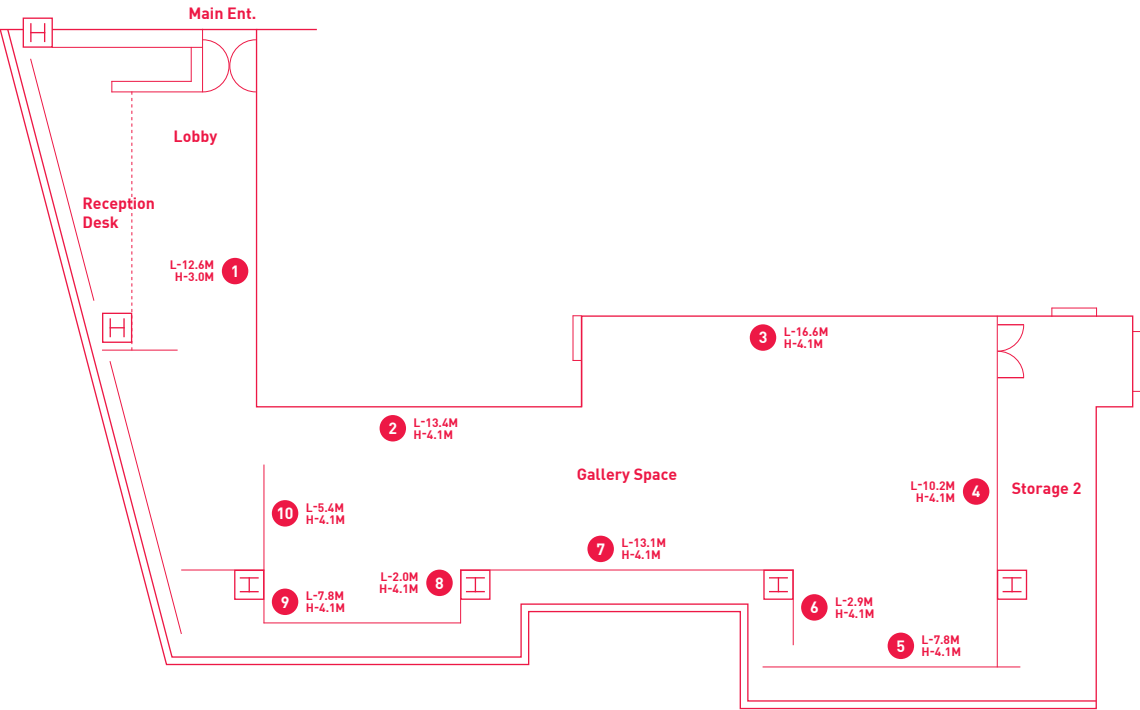 Main Ent.
H
Lobby
Reception
Desk
L-12.6M
H-3.0M
1
H
3
L-16.6M
H-4.1M
2
L-13.4M
H-4.1M
Gallery Space
L-10.2M
H-4.1M
4
Storage 2
10
L-5.4M
H-4.1M
7
L-13.1M
H-4.1M
L-2.0M
H-4.1M
8
9
L-7.8M
H-4.1M
6
L-2.9M
H-4.1M
5
L-7.8M
H-4.1M